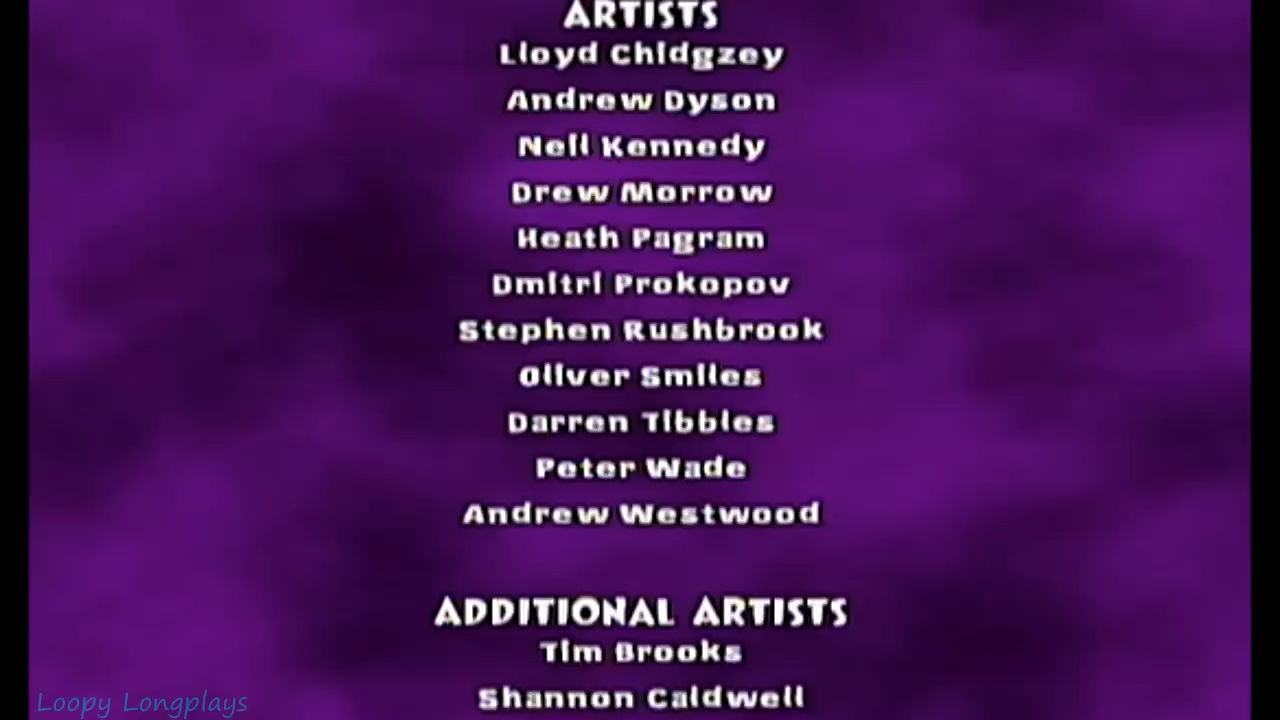 ARTISTS
Lloyd Chidgzey
Andrew Dyson
Neil Kennedy
Drew Morrow
Heath Pagram
Dmitri Prokopov
Stephen Rushbrook
Oliver Smiles
Darren Tibbles
Peter Wade
Andrew Westwood
ADDITIONAL ARTISTS
Tim Brooks
Shannon Caldwell
Loopy Longplays